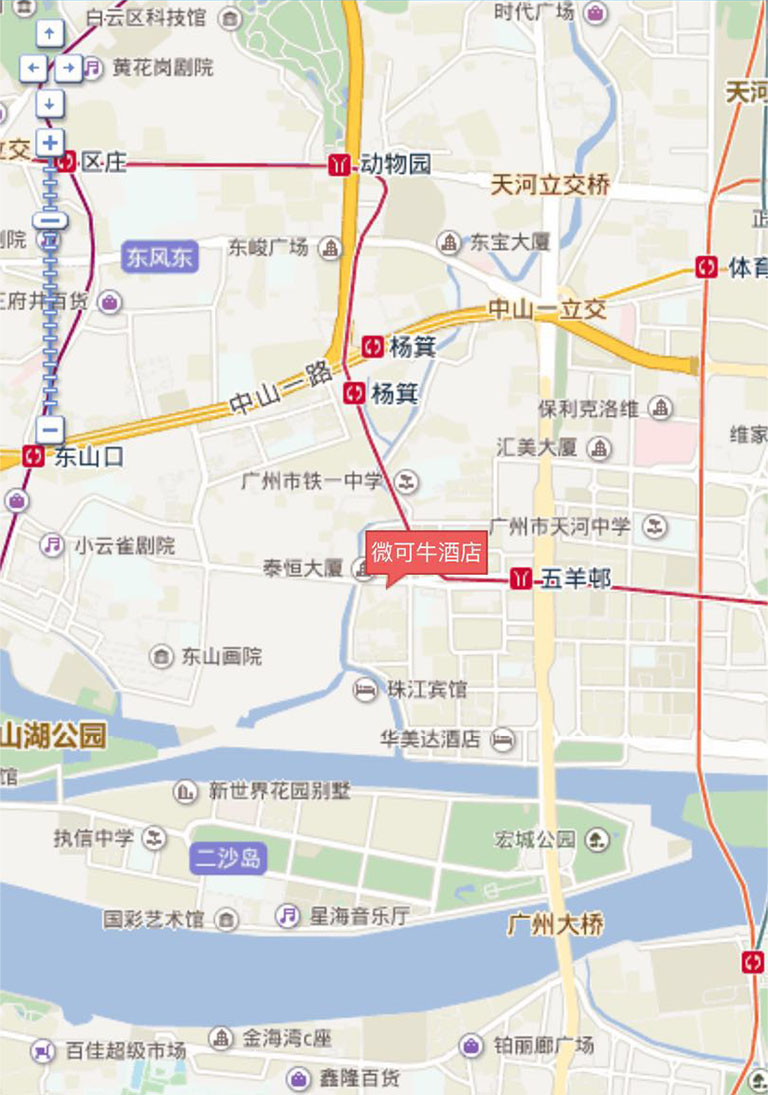 时代广场
白云区科技馆
黄花岗剧院
天河
立交
区庄
动物园
天河立交桥
剧院
东风东
东峻广场
东宝大厦
体育
王府井百货
中山一立交
杨箕
中山一路
杨箕
保利克洛维
维家
汇美大厦
东山口
广州市铁一中学
广州市天河中学
小云雀剧院
微可牛酒店
泰恒大厦
五羊邨
东山画院
珠江宾馆
山湖公园
华美达酒店
馆
新世界花园别墅
执信中学
宏城公园
二沙岛
国彩艺术馆
星海音乐厅
广州大桥
金海湾c座
百佳超级市场
铂丽廊广场
鑫隆百货